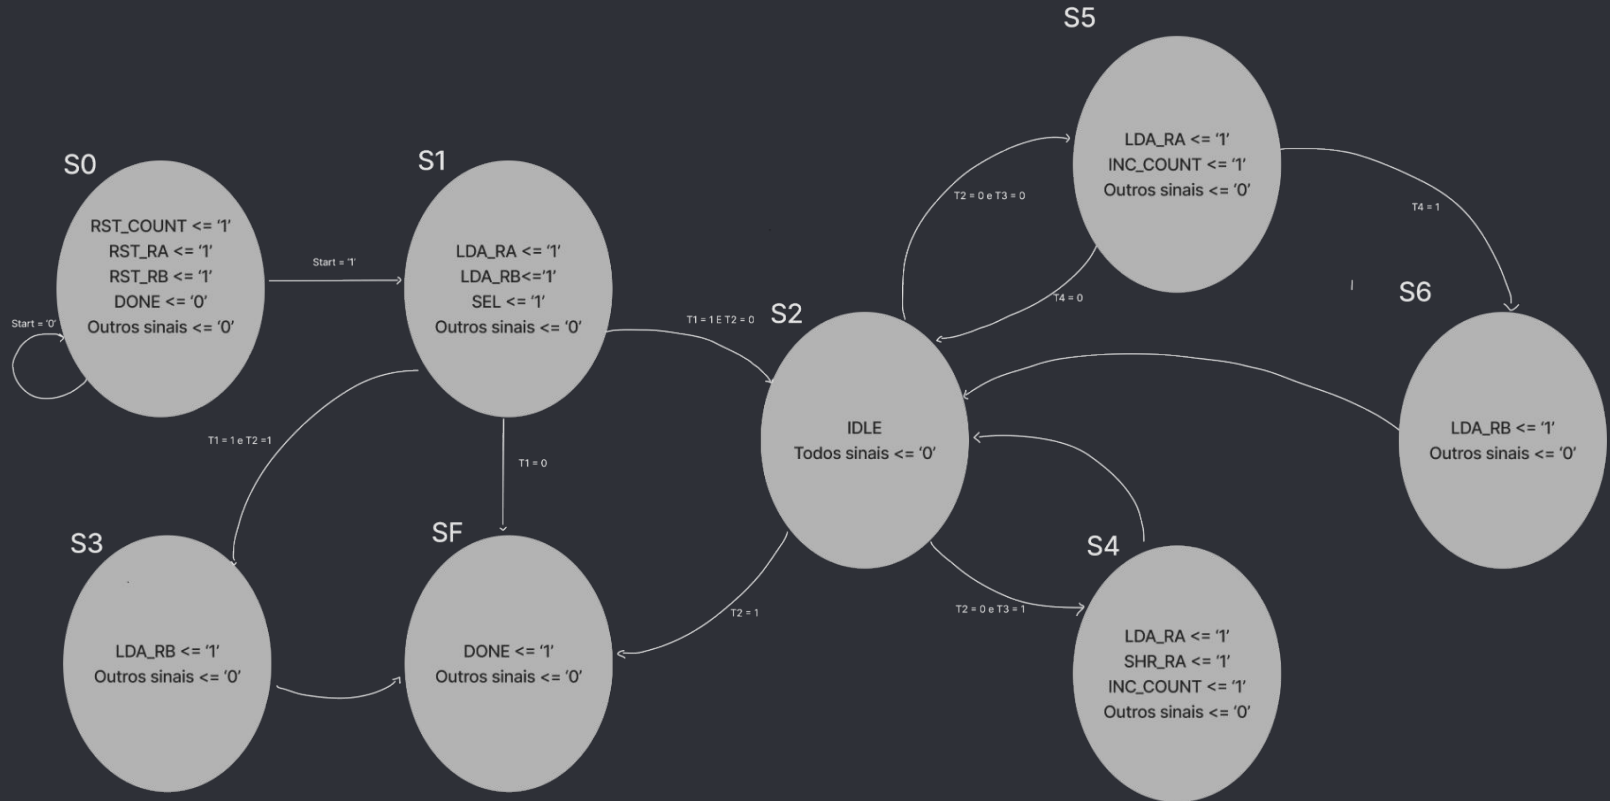 S0
RST_COUNT <= '1'
RST_RA <= '1'
RST_RB <= '1'
DONE <= '0'
Outros sinais <= '0'
Start = '0'
Start = '1'
S1
LDA_RA <= '1'
LDA_RB<='1'
SEL <= '1'
Outros sinais <= '0'
T1 = 1 E T2 = 0
T1 = 1 e T2 =1
T1 = 0
S2
IDLE
Todos sinais <= '0'
T2 = 0 e T3 = 0
T4 = 0
T2 = 1
T2 = 0 e T3 = 1
S3
LDA_RB <= '1'
Outros sinais <= '0'
SF
DONE <= '1'
Outros sinais <= '0'
S5
LDA_RA <= '1'
INC_COUNT <= '1'
Outros sinais <= '0'
T4 = 1
S6
LDA_RB <= '1'
Outros sinais <= '0'
S4
LDA_RA <= '1'
SHR_RA <= '1'
INC_COUNT <= '1'
Outros sinais <= '0'